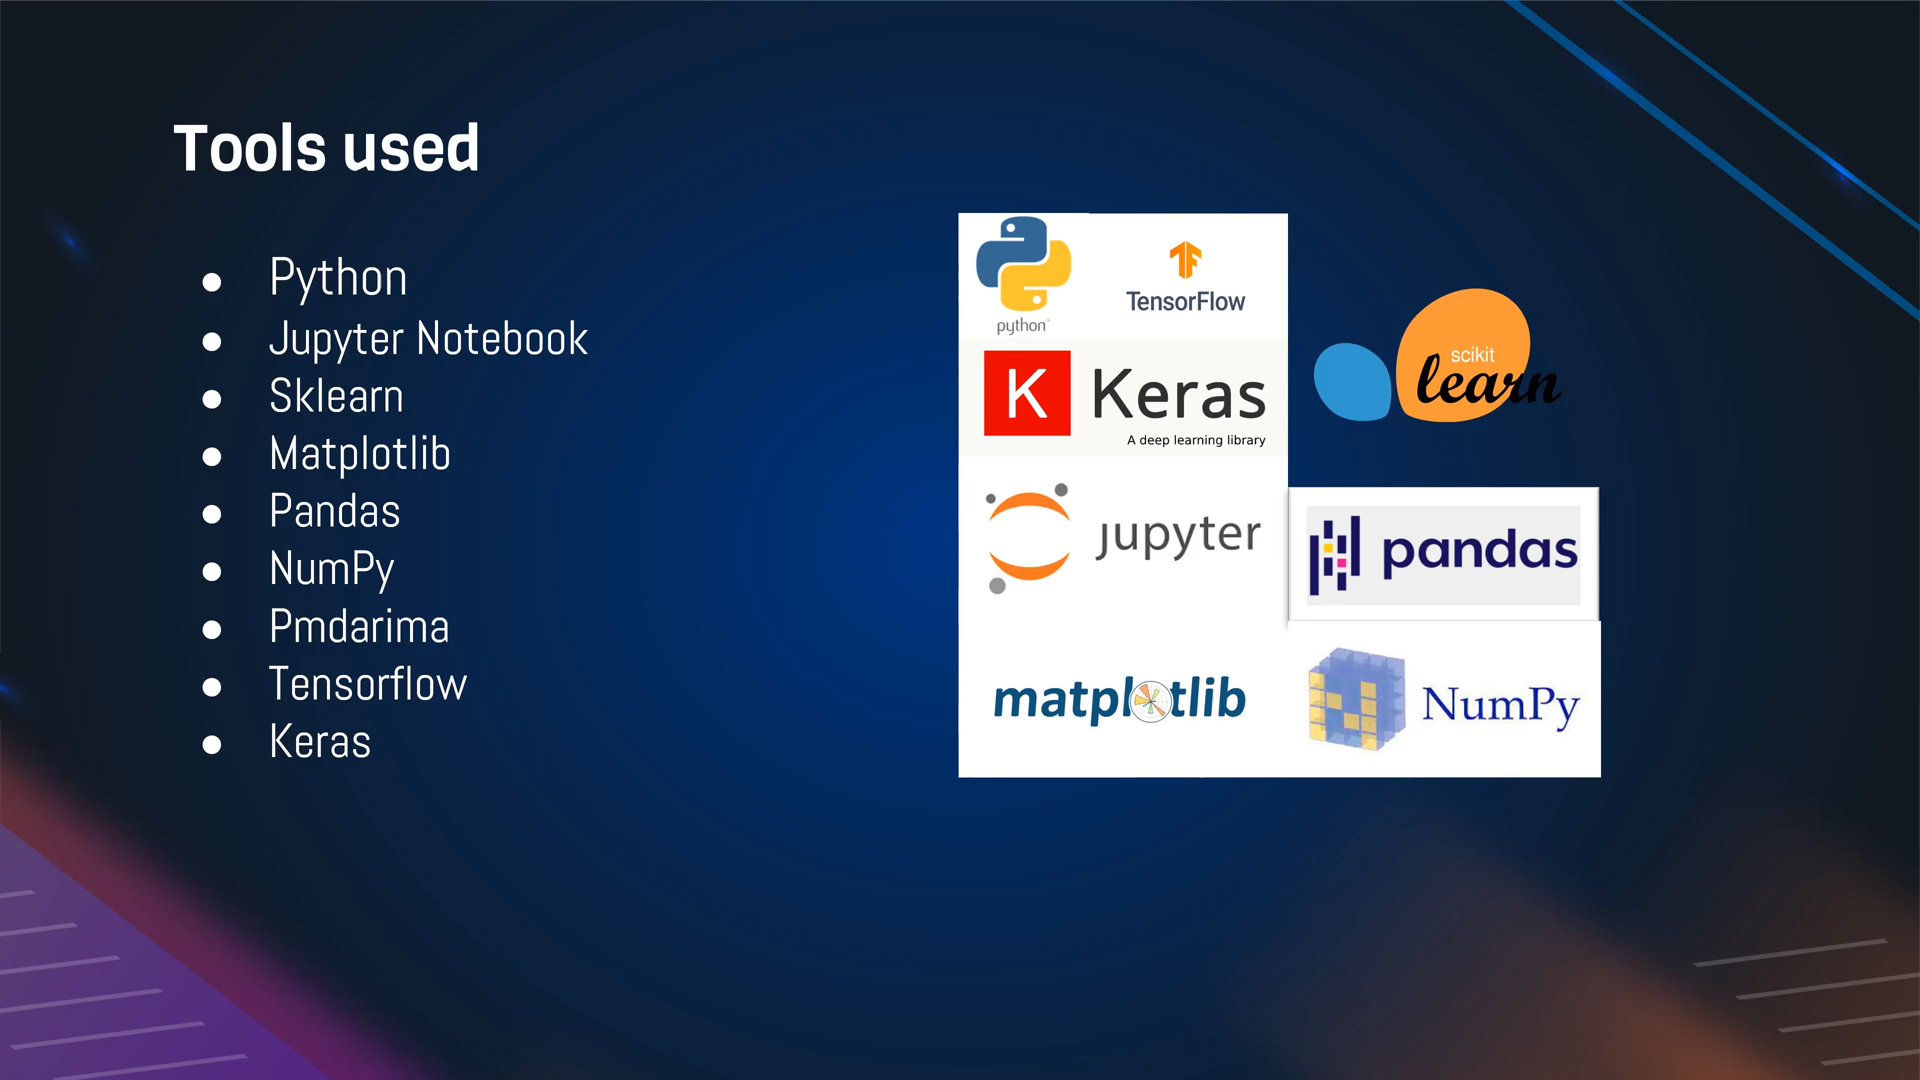 Tools used
● Python
● Jupyter Notebook
● Sklearn
● Matplotlib
● Pandas
● NumPy
● Pmdarima
● Tensorflow
● Keras
python™
TensorFlow
K Keras
A deep learning library
scikit
learn
jupyter
pandas
matplotlib
NumPy